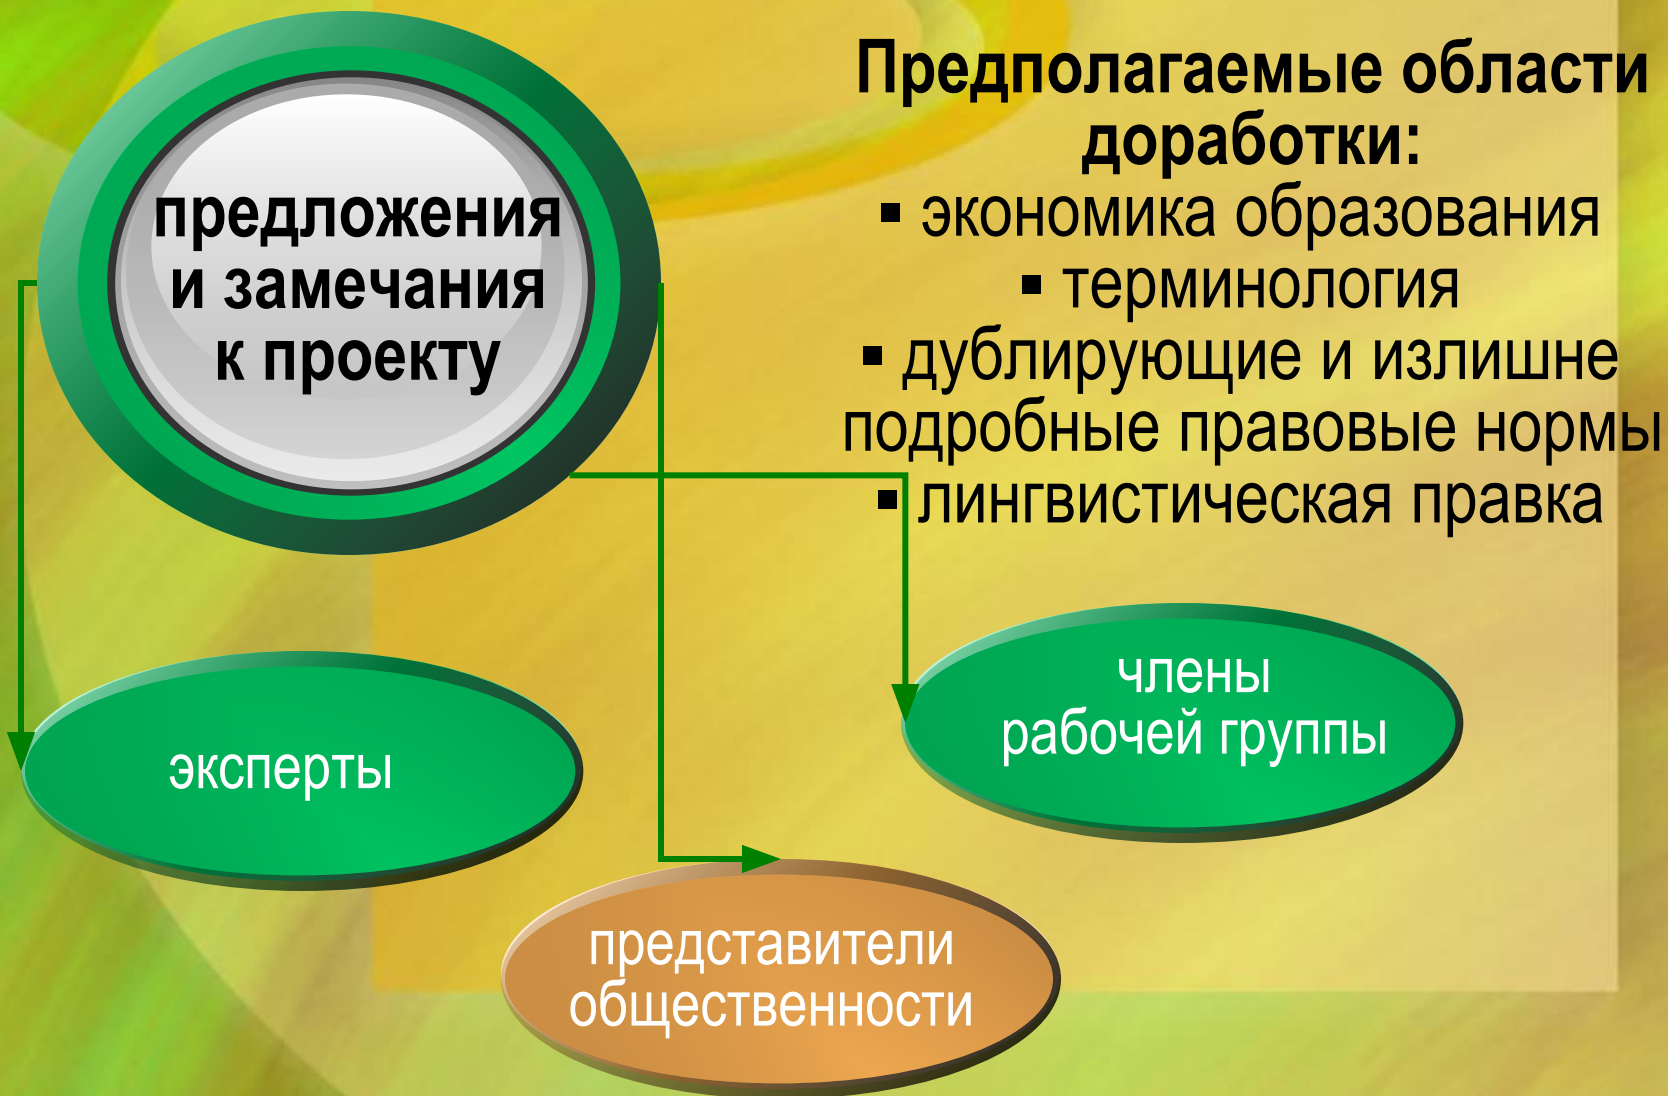 предложения
и замечания
к проекту
Предполагаемые области
доработки:
▪ экономика образования
▪ терминология
▪ дублирующие и излишне
подробные правовые нормы
▪ лингвистическая правка
члены
рабочей группы
эксперты
представители
общественности